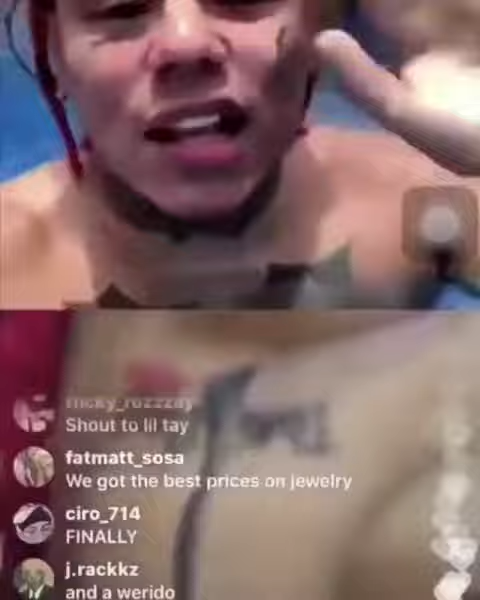 Shout to lil tay
fatmatt_sosa
We got the best prices on jewelry
ciro_714
FINALLY
j.rackkz
and a werido